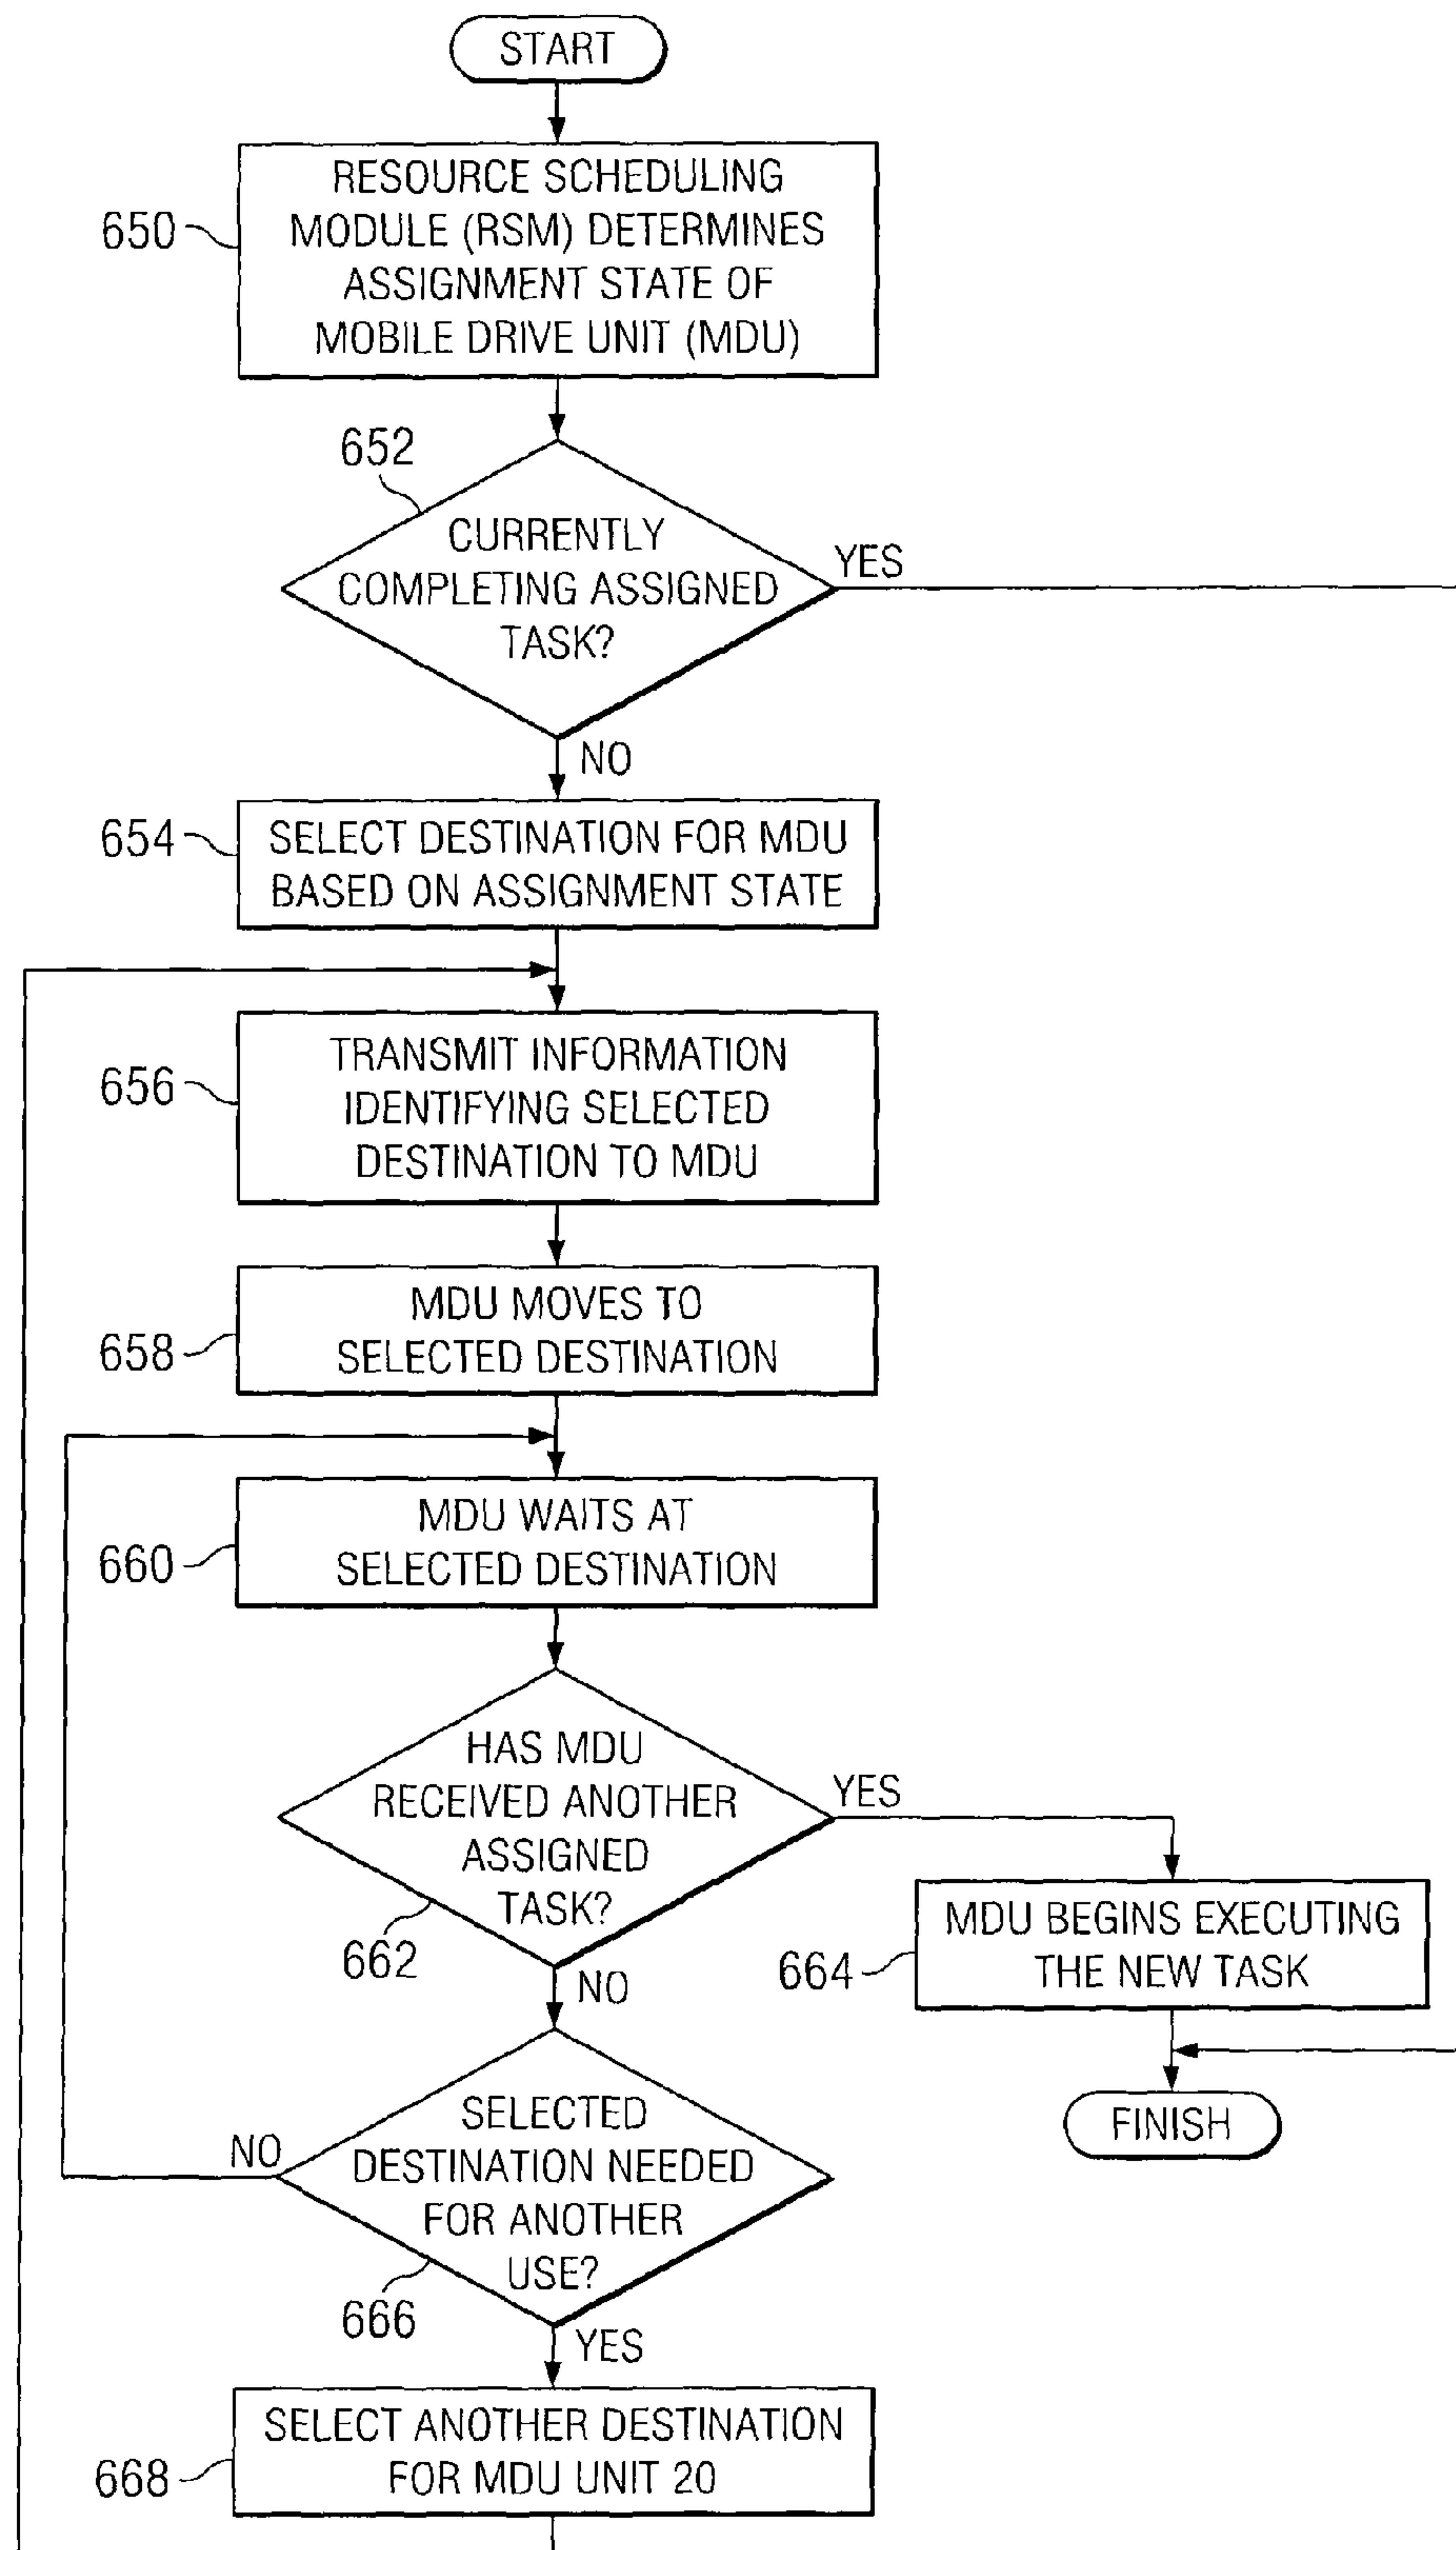 START
650
RESOURCE SCHEDULING
MODULE (RSM) DETERMINES
ASSIGNMENT STATE OF
MOBILE DRIVE UNIT (MDU)
652
CURRENTLY
COMPLETING ASSIGNED
TASK?
YES
NO
654
SELECT DESTINATION FOR MDU
BASED ON ASSIGNMENT STATE
656
TRANSMIT INFORMATION
IDENTIFYING SELECTED
DESTINATION TO MDU
658
MDU MOVES TO
SELECTED DESTINATION
660
MDU WAITS AT
SELECTED DESTINATION
HAS MDU
RECEIVED ANOTHER
ASSIGNED
TASK?
662
YES
NO
664
MDU BEGINS EXECUTING
THE NEW TASK
FINISH
SELECTED
DESTINATION NEEDED
FOR ANOTHER
USE?
666
NO
YES
668
SELECT ANOTHER DESTINATION
FOR MDU UNIT 20